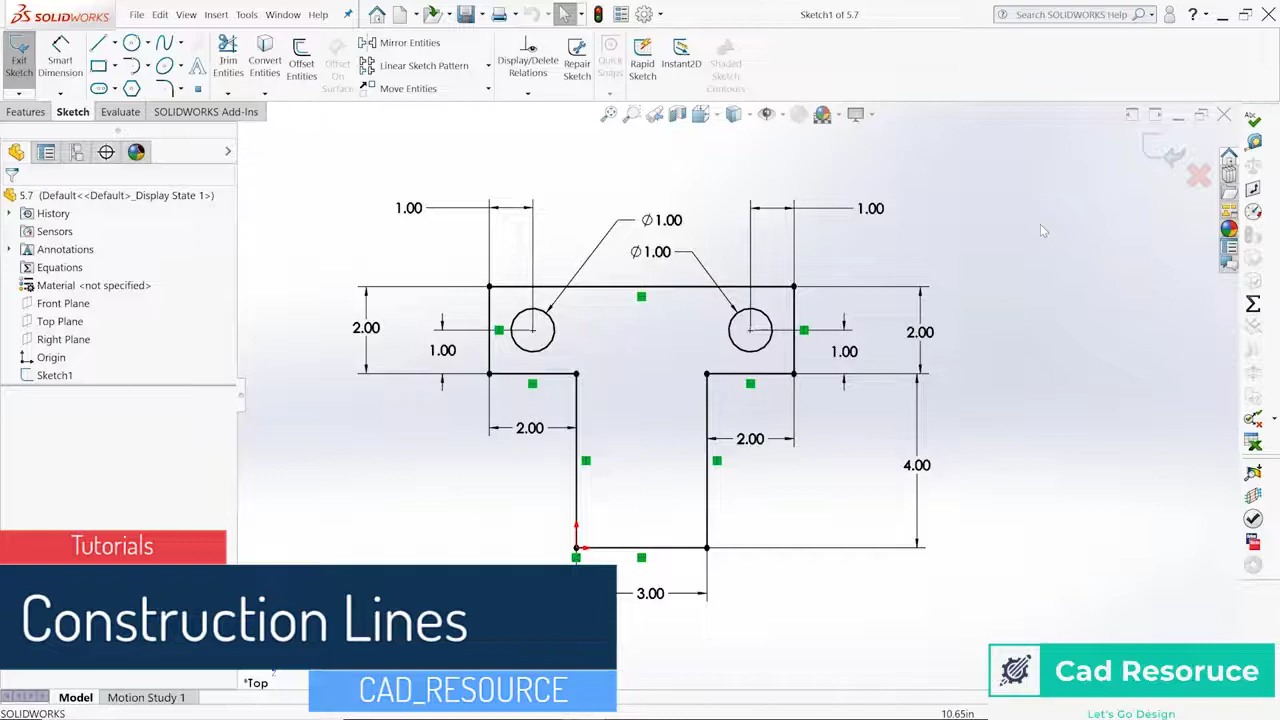 SOLIDWORKS
File Edit View Insert Tools Window Help
Sketch1 of 5.7
Search SOLIDWORKS Help
?
Exit Sketch
Smart Dimension
Trim Entities
Convert Entities
Offset Entities
Offset On Surface
Mirror Entities
Linear Sketch Pattern
Move Entities
Display/Delete Relations
Repair Sketch
Quick Snaps
Rapid Sketch
Instant2D
Shaded Sketch Contours
Features Sketch Evaluate SOLIDWORKS Add-Ins
5.7 (Default<<Default>_Display State 1>)
History
Sensors
Annotations
Equations
Material <not specified>
Front Plane
Top Plane
Right Plane
Origin
Sketch1
1.00
⌀1.00
1.00
⌀1.00
2.00
1.00
2.00
1.00
2.00
2.00
4.00
3.00
Tutorials
Construction Lines
CAD_RESOURCE
*Top
Cad Resoruce
Let's Go Design
Model Motion Study 1
SOLIDWORKS
10.65in